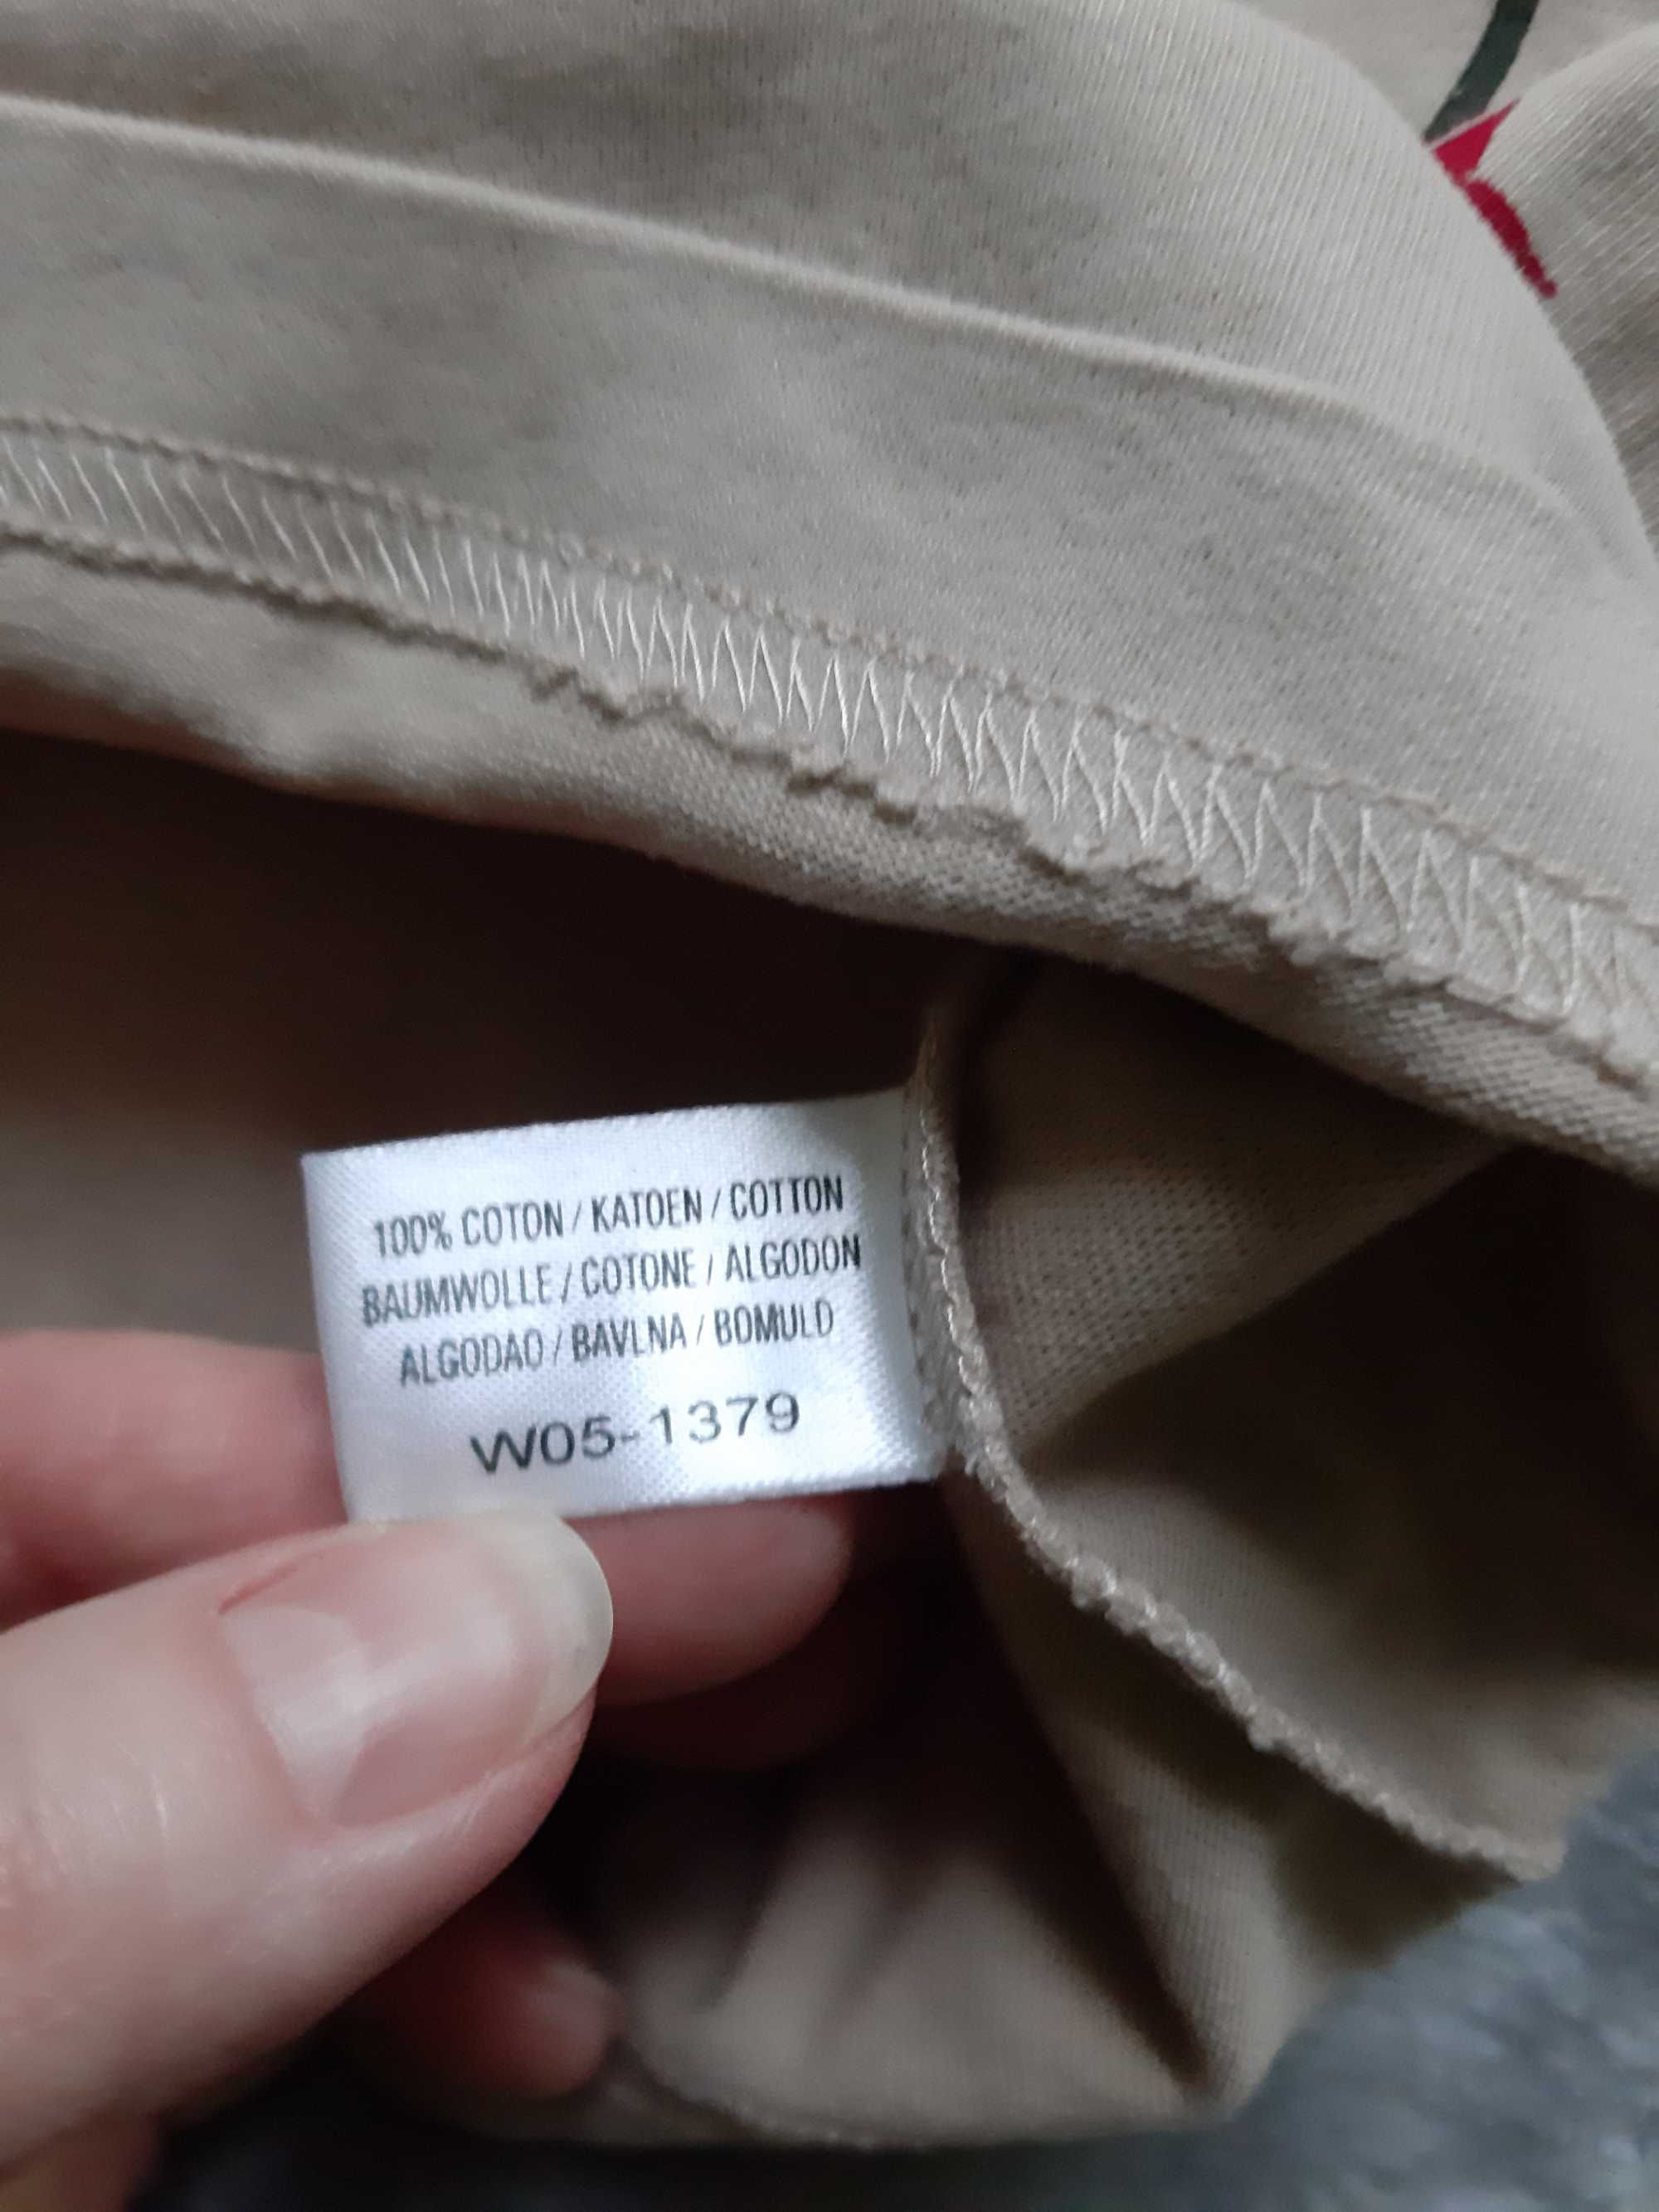 100% COTON / KATOEN / COTTON
BAUMWOLLE / COTONE / ALGODON
ALGODAO / BAVLNA / BOMULD
W05-1379